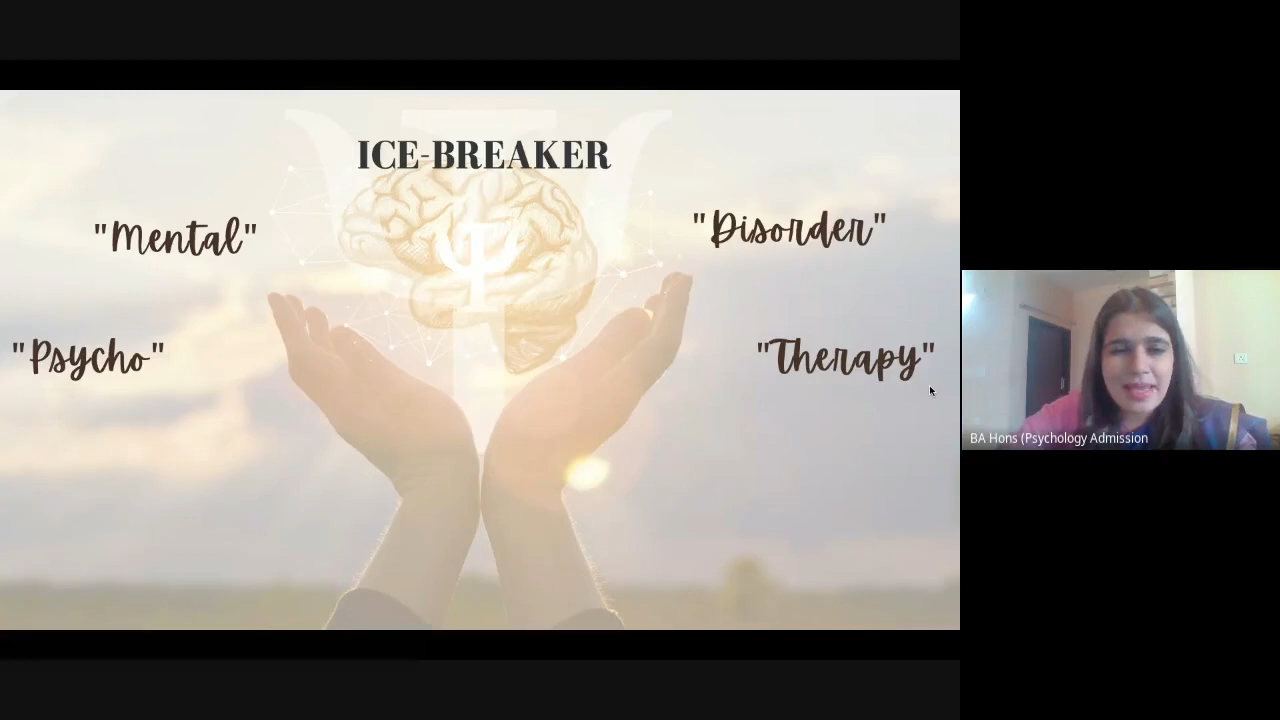 ICE-BREAKER
"Mental"
"Disorder"
"Psycho"
"Therapy"
Ψ
BA Hons (Psychology Admission